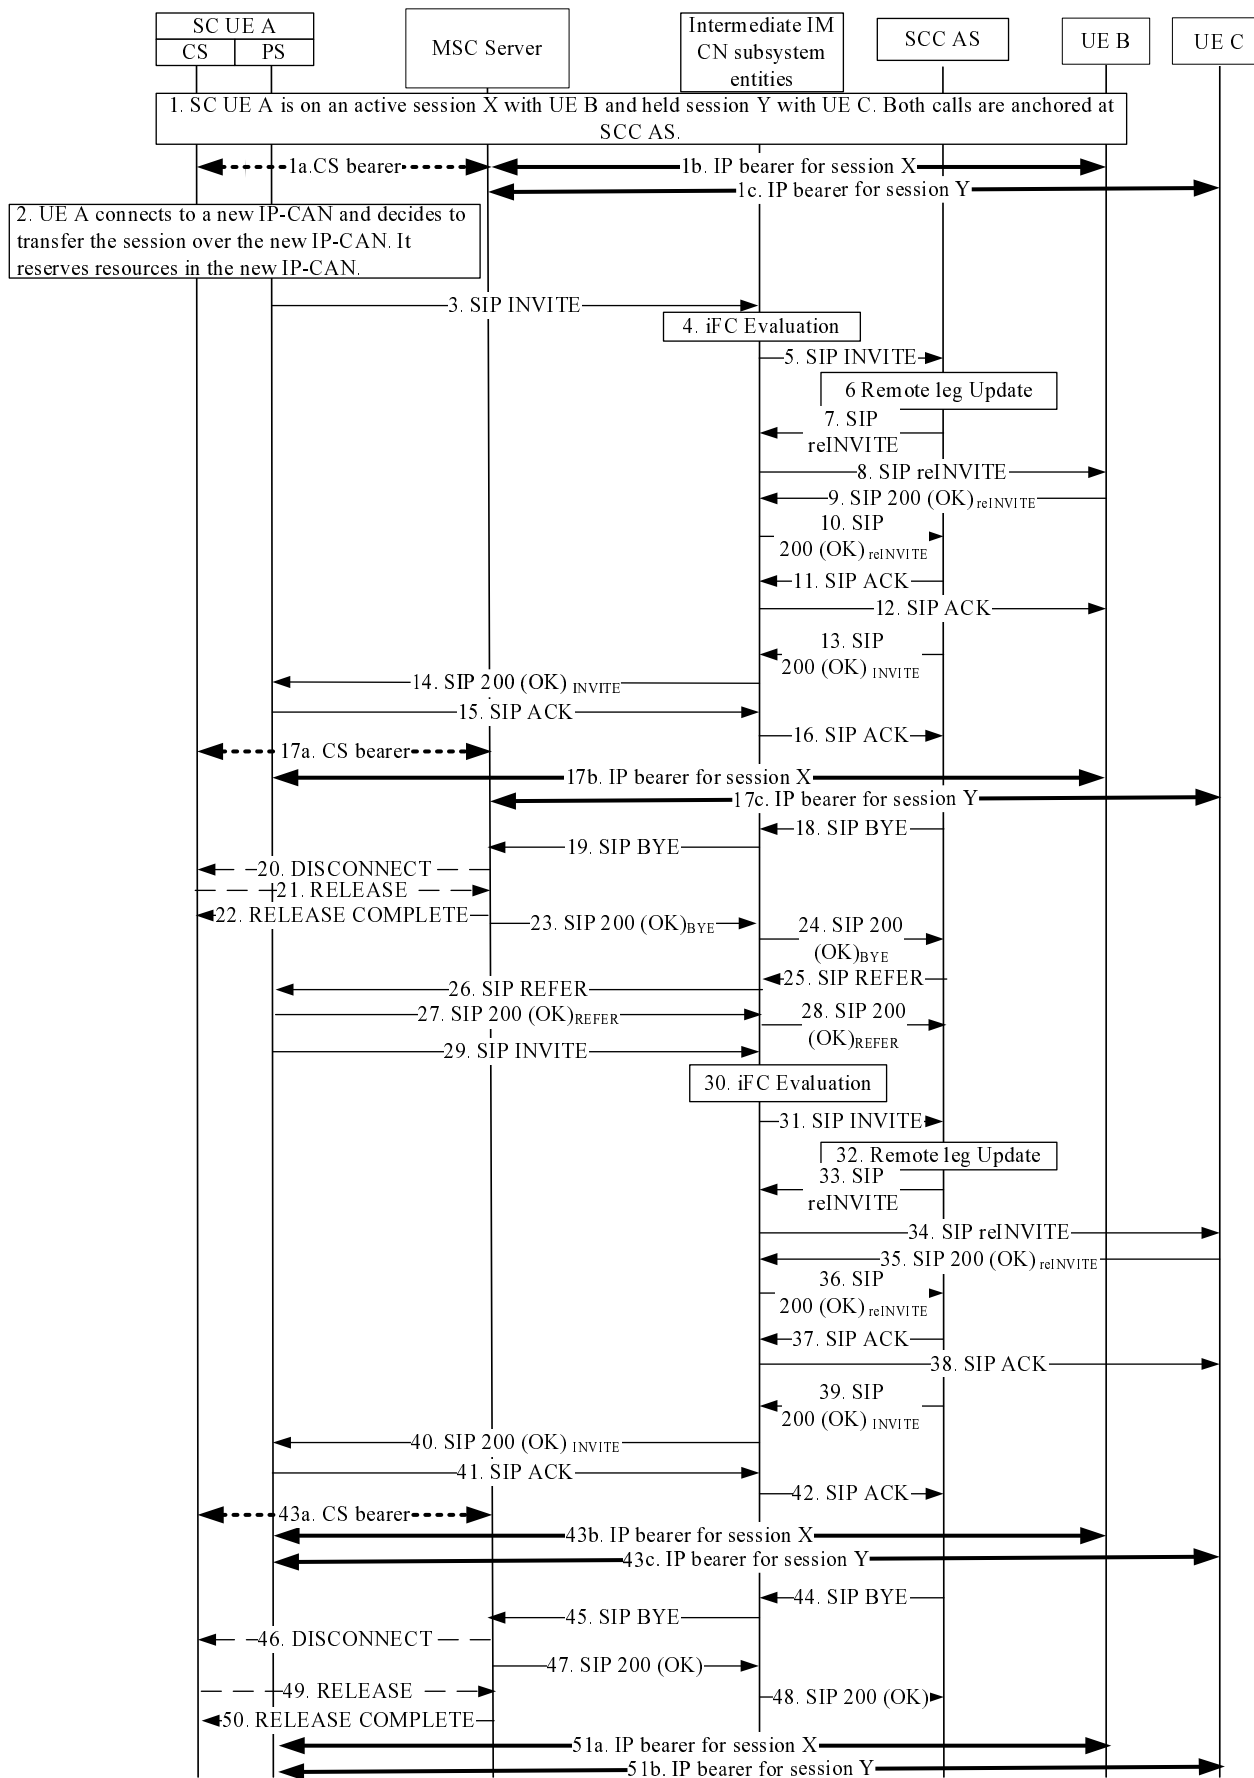 SC UE A
CS
PS
MSC Server
Intermediate IM
CN subsystem
entities
SCC AS
UE B
UE C
1. SC UE A is on an active session X with UE B and held session Y with UE C. Both calls are anchored at
SCC AS.
1a.CS bearer
1b. IP bearer for session X
1c. IP bearer for session Y
2. UE A connects to a new IP-CAN and decides to
transfer the session over the new IP-CAN. It
reserves resources in the new IP-CAN.
3. SIP INVITE
4. iFC Evaluation
5. SIP INVITE
6 Remote leg Update
7. SIP
reINVITE
8. SIP reINVITE
9. SIP 200 (OK) reINVITE
10. SIP
200 (OK) reINVITE
11. SIP ACK
12. SIP ACK
13. SIP
200 (OK) INVITE
14. SIP 200 (OK) INVITE
15. SIP ACK
16. SIP ACK
17a. CS bearer
17b. IP bearer for session X
17c. IP bearer for session Y
18. SIP BYE
19. SIP BYE
20. DISCONNECT
21. RELEASE
22. RELEASE COMPLETE
23. SIP 200 (OK)BYE
24. SIP 200
(OK)BYE
25. SIP REFER
26. SIP REFER
27. SIP 200 (OK)REFER
28. SIP 200
(OK)REFER
29. SIP INVITE
30. iFC Evaluation
31. SIP INVITE
32. Remote leg Update
33. SIP
reINVITE
34. SIP reINVITE
35. SIP 200 (OK) reINVITE
36. SIP
200 (OK) reINVITE
37. SIP ACK
38. SIP ACK
39. SIP
200 (OK) INVITE
40. SIP 200 (OK) INVITE
41. SIP ACK
42. SIP ACK
43a. CS bearer
43b. IP bearer for session X
43c. IP bearer for session Y
44. SIP BYE
45. SIP BYE
46. DISCONNECT
47. SIP 200 (OK)
49. RELEASE
48. SIP 200 (OK)
50. RELEASE COMPLETE
51a. IP bearer for session X
51b. IP bearer for session Y